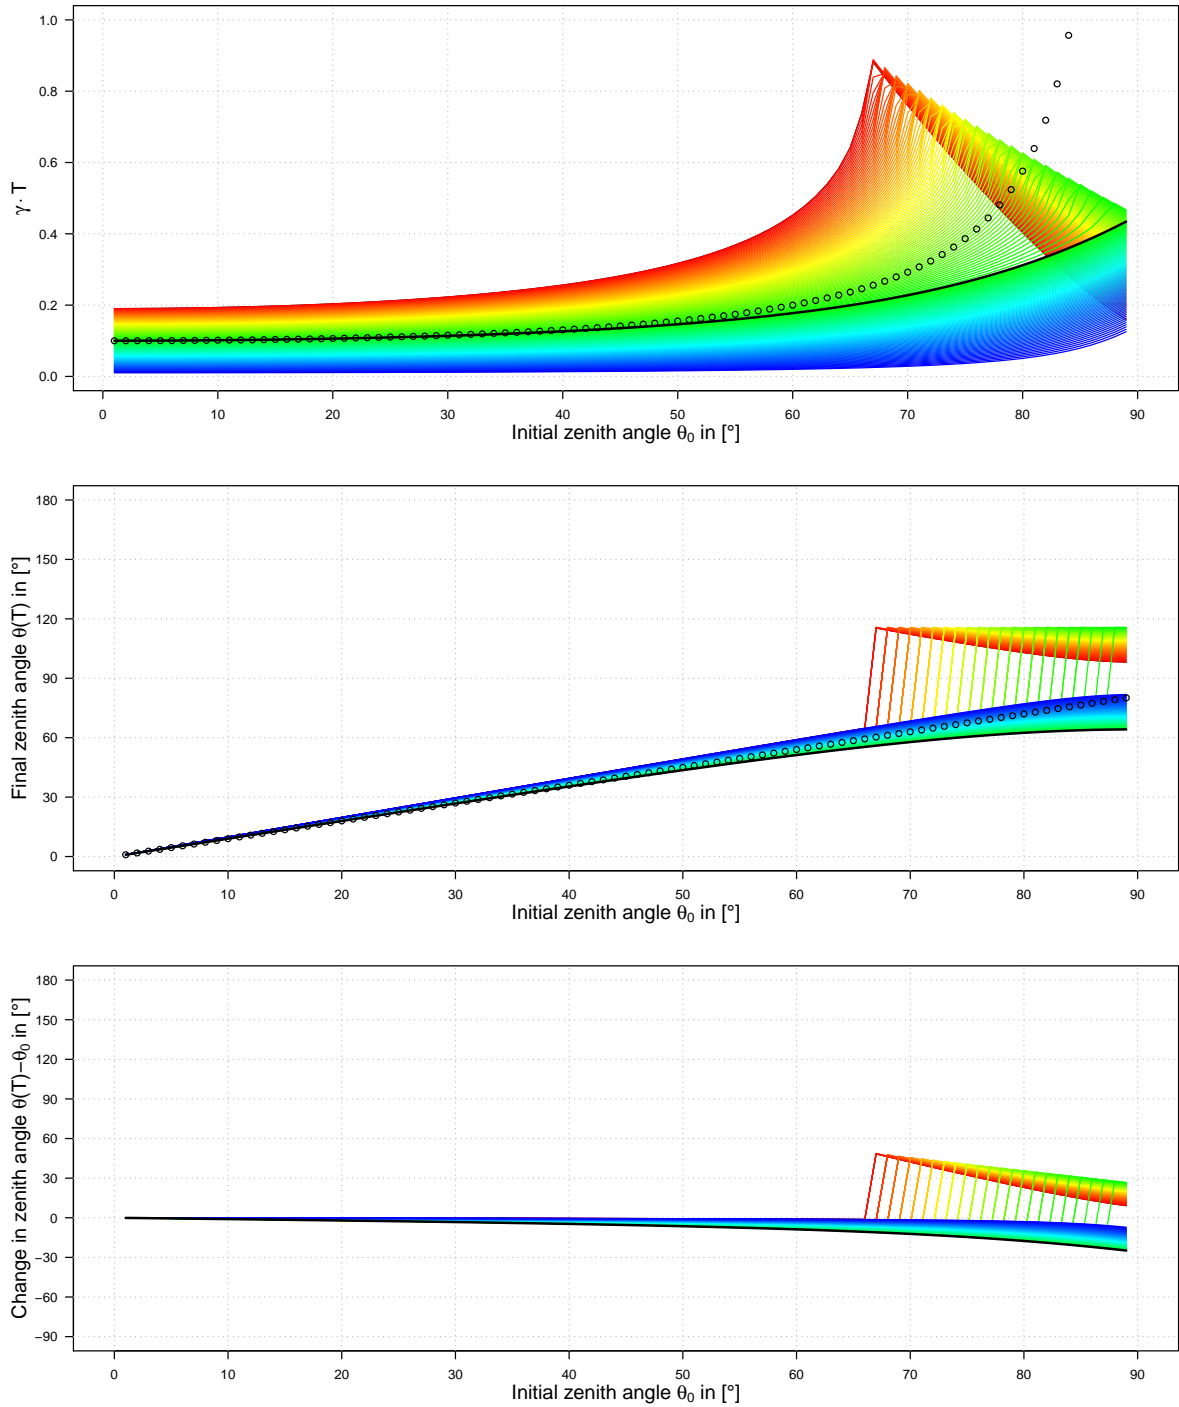 1.0
0.8
0.6
0.4
0.2
0.0
γ · T
0 10 20 30 40 50 60 70 80 90
Initial zenith angle θ₀ in [°]
180
150
120
90
60
30
0
Final zenith angle θ(T) in [°]
0 10 20 30 40 50 60 70 80 90
Initial zenith angle θ₀ in [°]
180
150
120
90
60
30
0
−30
−60
−90
Change in zenith angle θ(T)−θ₀ in [°]
0 10 20 30 40 50 60 70 80 90
Initial zenith angle θ₀ in [°]